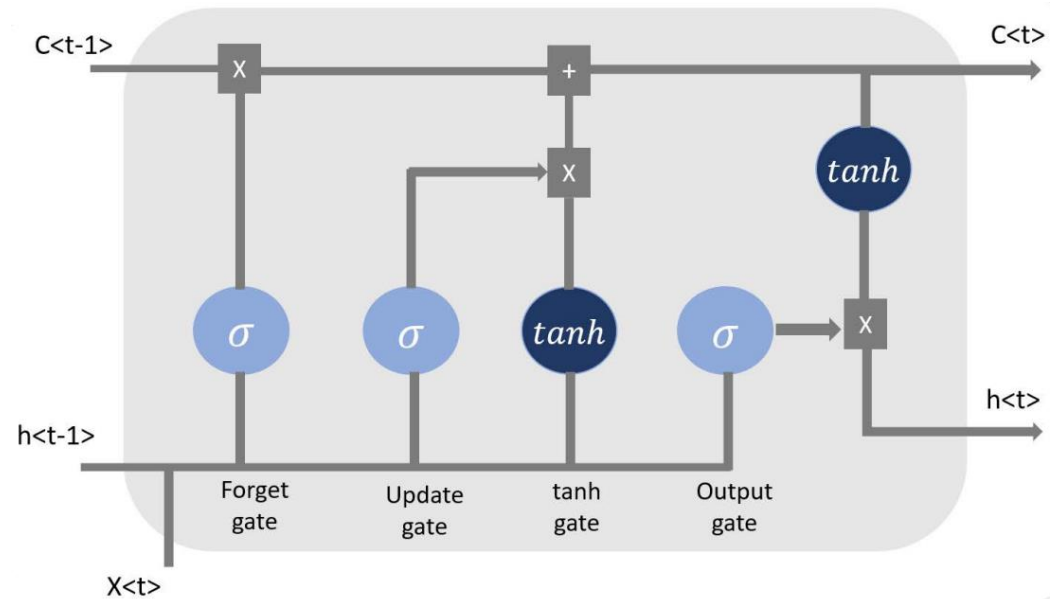 C<t-1>
C<t>
X
+
X
tanh
σ
σ
tanh
σ
X
h<t-1>
h<t>
Forget
gate
Update
gate
tanh
gate
Output
gate
X<t>